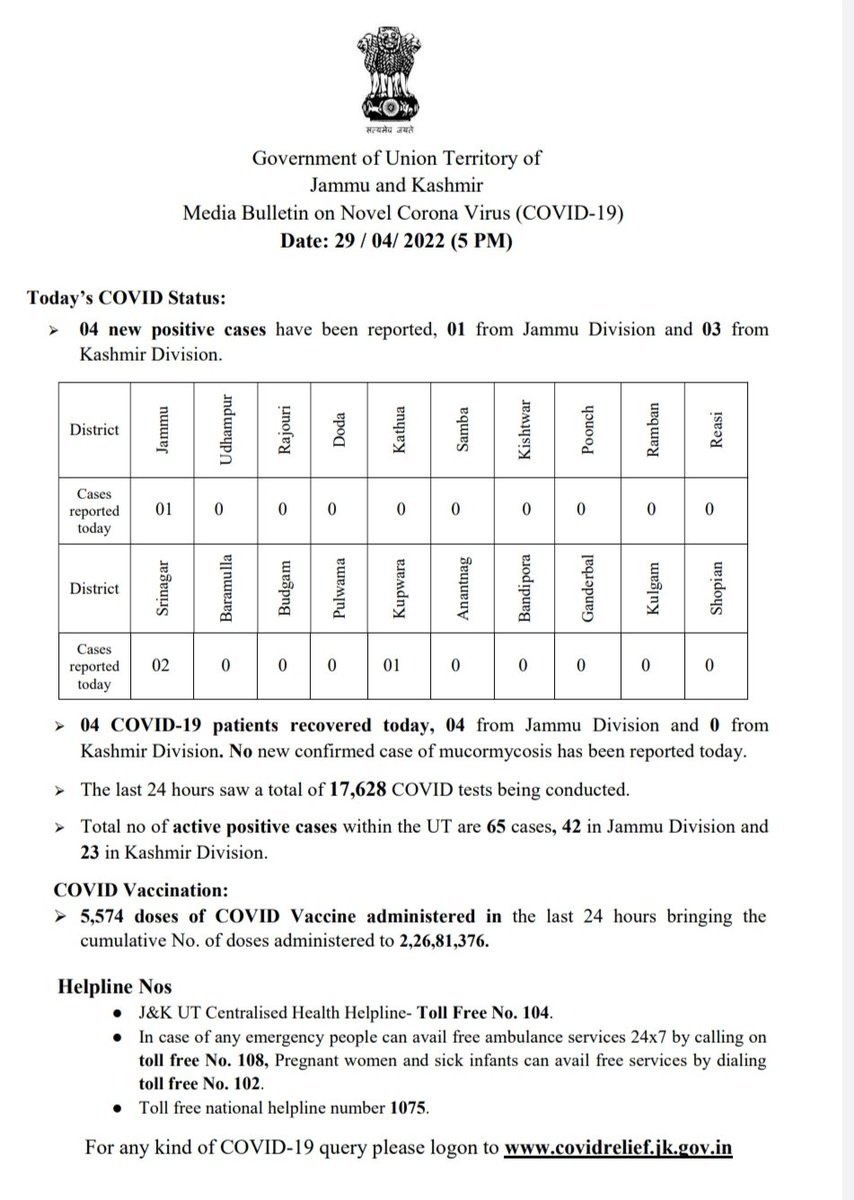 सत्यमेव जयते
Government of Union Territory of
Jammu and Kashmir
Media Bulletin on Novel Corona Virus (COVID-19)
Date: 29 / 04/ 2022 (5 PM)
Today’s COVID Status:
➢ 04 new positive cases have been reported, 01 from Jammu Division and 03 from
Kashmir Division.
District Jammu Udhampur Rajouri Doda Kathua Samba Kishtwar Poonch Ramban Reasi
Cases
reported
today
01 0 0 0 0 0 0 0 0 0
District Srinagar Baramulla Budgam Pulwama Kupwara Anantnag Bandipora Ganderbal Kulgam Shopian
Cases
reported
today
02 0 0 0 01 0 0 0 0 0
➢ 04 COVID-19 patients recovered today, 04 from Jammu Division and 0 from
Kashmir Division. No new confirmed case of mucormycosis has been reported today.
➢ The last 24 hours saw a total of 17,628 COVID tests being conducted.
➢ Total no of active positive cases within the UT are 65 cases, 42 in Jammu Division and
23 in Kashmir Division.
COVID Vaccination:
➢ 5,574 doses of COVID Vaccine administered in the last 24 hours bringing the
cumulative No. of doses administered to 2,26,81,376.
Helpline Nos
● J&K UT Centralised Health Helpline- Toll Free No. 104.
● In case of any emergency people can avail free ambulance services 24x7 by calling on
toll free No. 108, Pregnant women and sick infants can avail free services by dialing
toll free No. 102.
● Toll free national helpline number 1075.
For any kind of COVID-19 query please logon to www.covidrelief.jk.gov.in